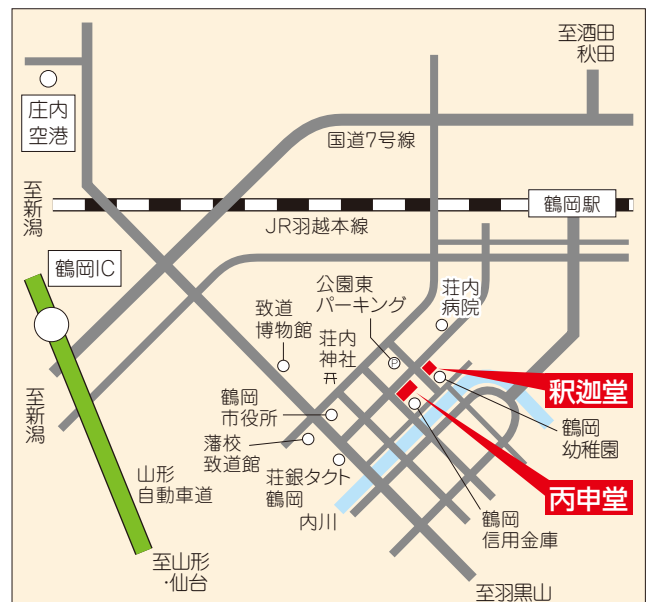 至酒田
秋田
庄内
空港
国道7号線
至新潟
鶴岡駅
JR羽越本線
鶴岡IC
公園東
パーキング
荘内
病院
致道
博物館
荘内
神社
P
釈迦堂
至新潟
鶴岡
市役所
鶴岡
幼稚園
藩校
致道館
山形
自動車道
荘銀タクト
鶴岡
丙申堂
内川
鶴岡
信用金庫
至山形
・仙台
至羽黒山